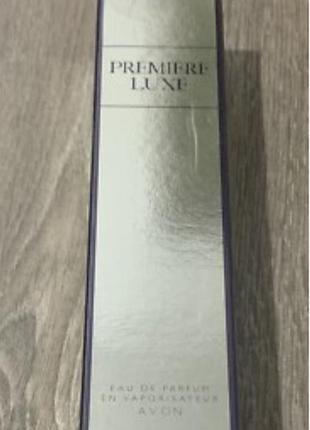 PREMIERE
LUXE
EAU DE PARFUM
EN VAPORISATEUR
AVON